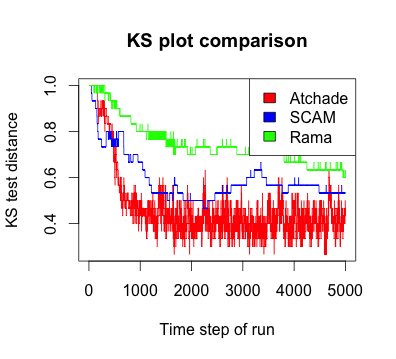 KS plot comparison
KS test distance
1.0
0.8
0.6
0.4
Atchade
SCAM
Rama
0 1000 2000 3000 4000 5000
Time step of run